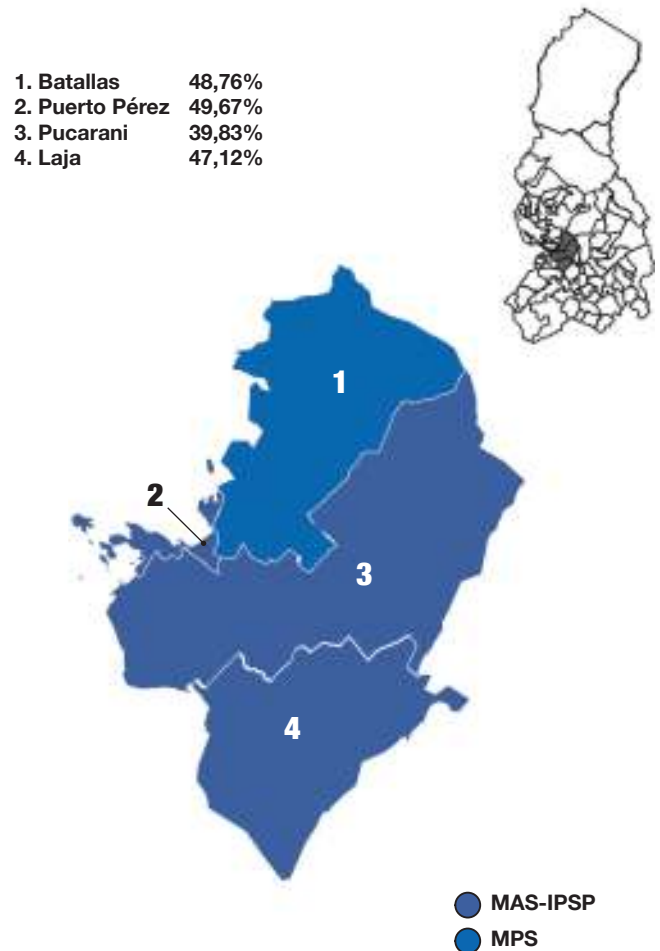 1. Batallas 48,76%
2. Puerto Pérez 49,67%
3. Pucarani 39,83%
4. Laja 47,12%
1
2
3
4
MAS-IPSP
MPS